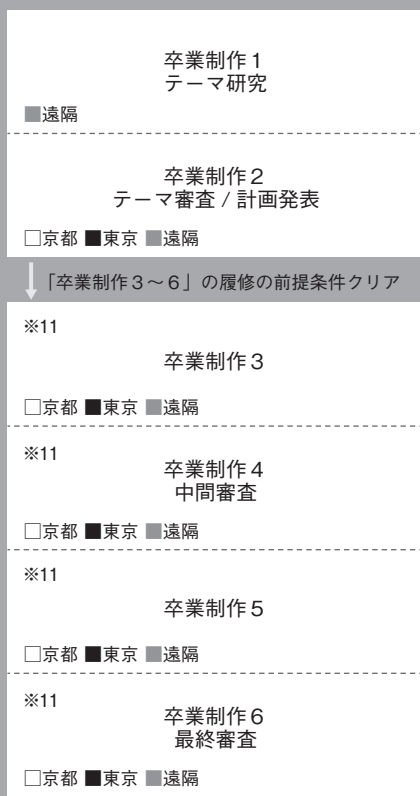 卒業制作1
テーマ研究
■遠隔
卒業制作2
テーマ審査 / 計画発表
□京都 ■東京 ■遠隔
「卒業制作3～6」の履修の前提条件クリア
※11
卒業制作3
□京都 ■東京 ■遠隔
※11
卒業制作4
中間審査
□京都 ■東京 ■遠隔
※11
卒業制作5
□京都 ■東京 ■遠隔
※11
卒業制作6
最終審査
□京都 ■東京 ■遠隔